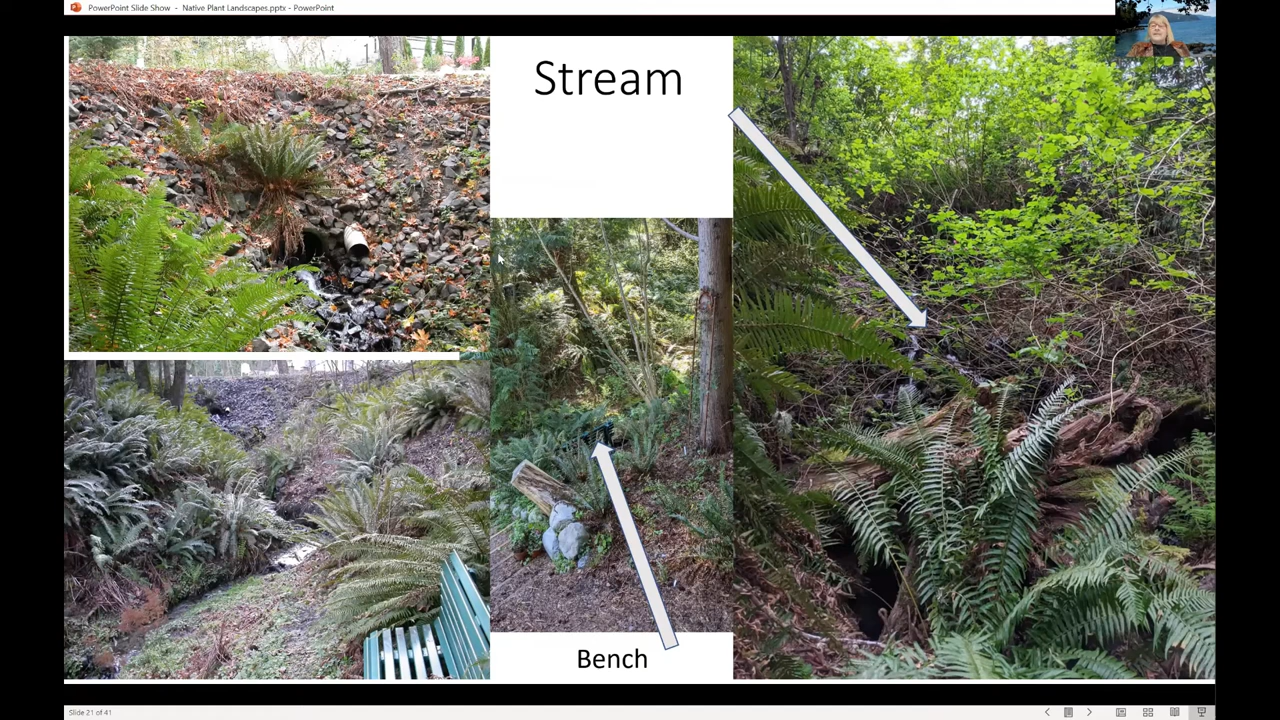 PowerPoint Slide Show - Native Plant Landscapes.pptx - PowerPoint
Stream
Bench
Slide 21 of 41